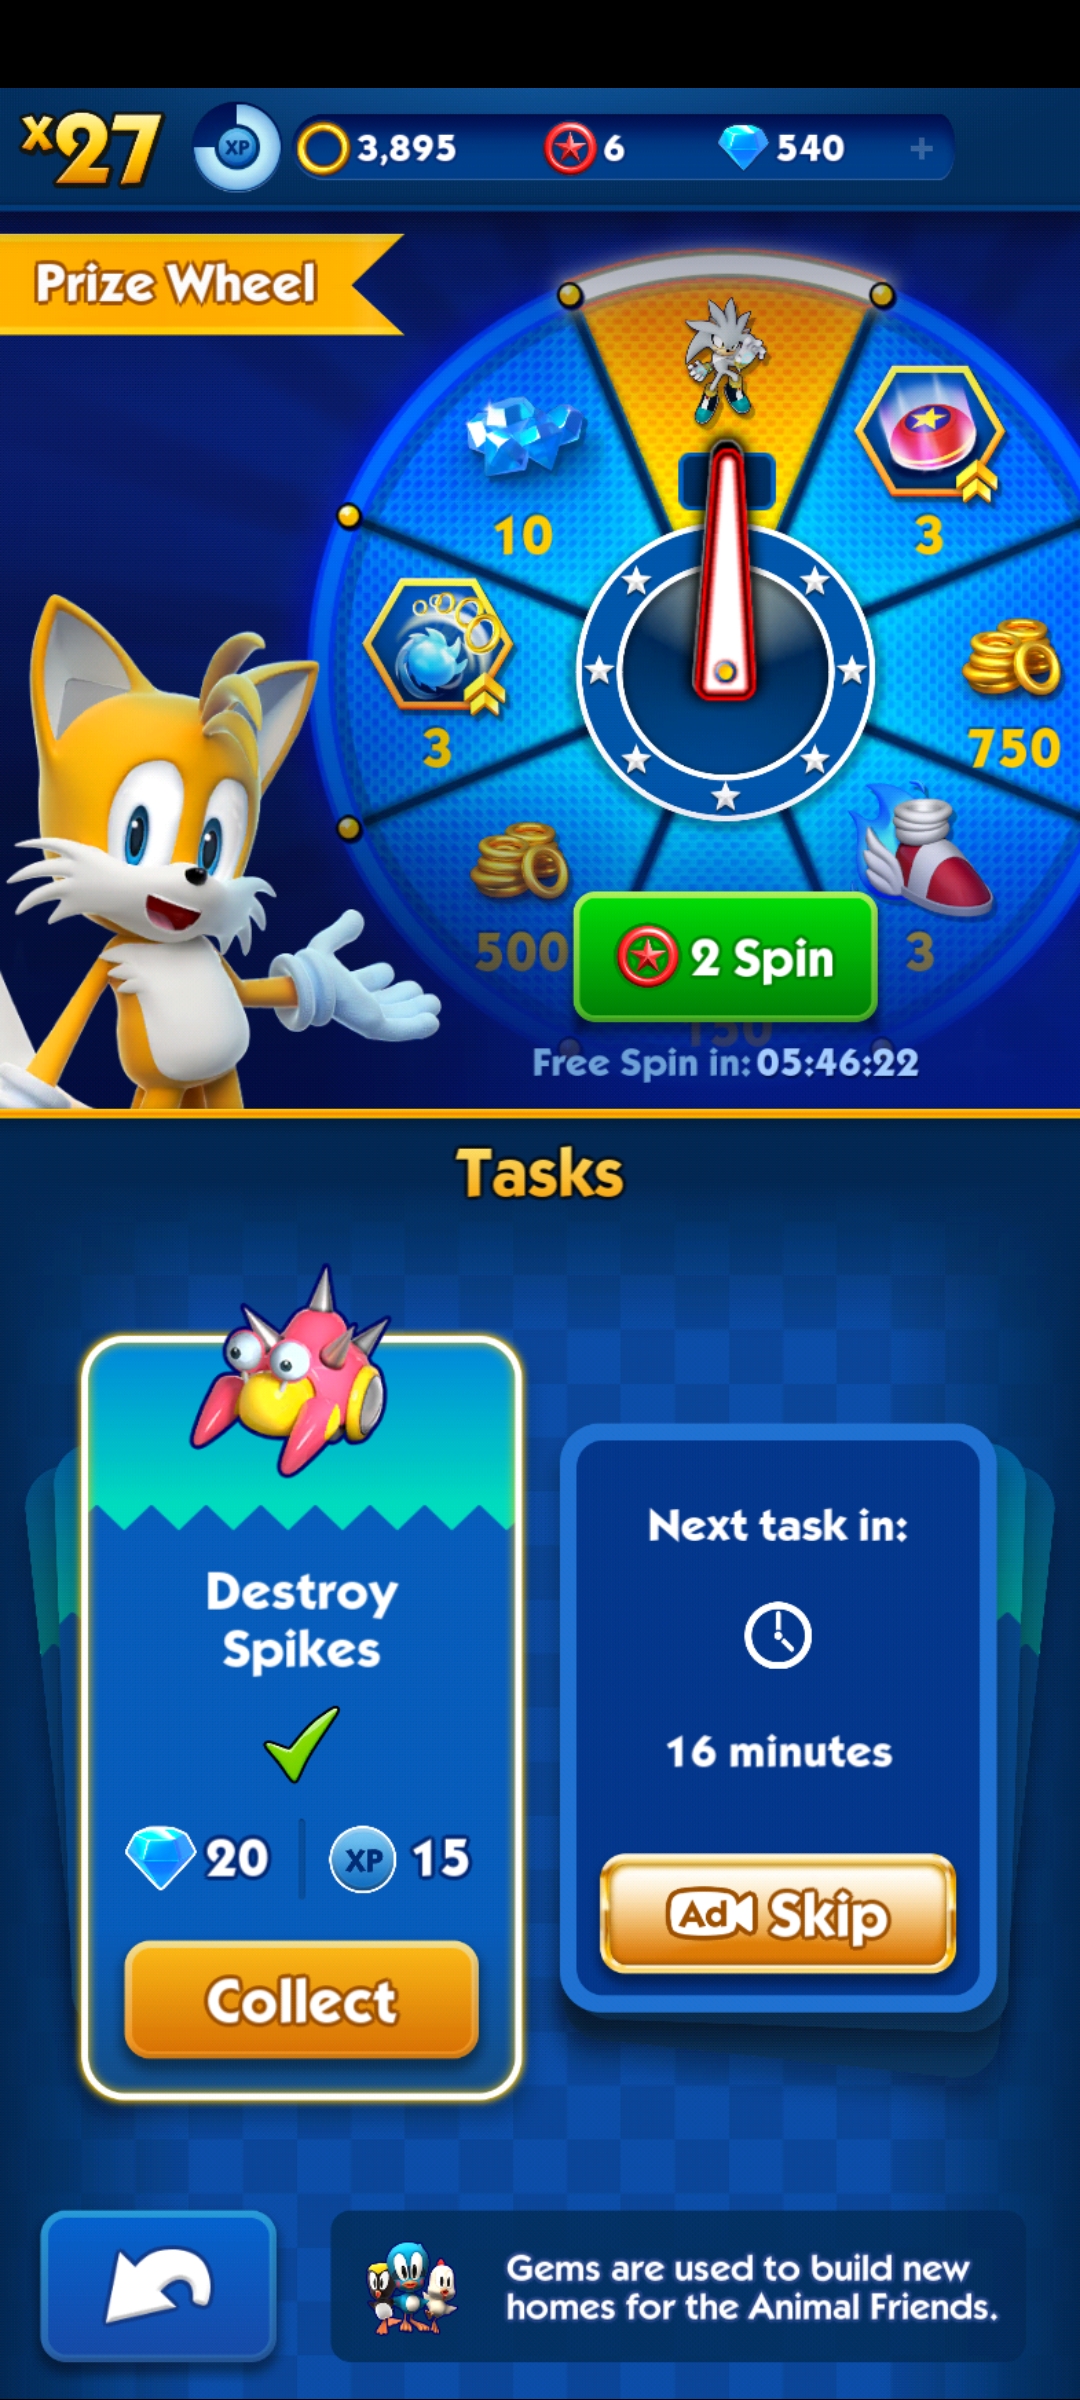 x27 XP 3,895 6 540 +
Prize Wheel
10
3
3
750
500
2 Spin
3
150
Free Spin in: 05:46:22
Tasks
Destroy
Spikes
20 XP 15
Collect
Next task in:
16 minutes
Ad Skip
Gems are used to build new
homes for the Animal Friends.